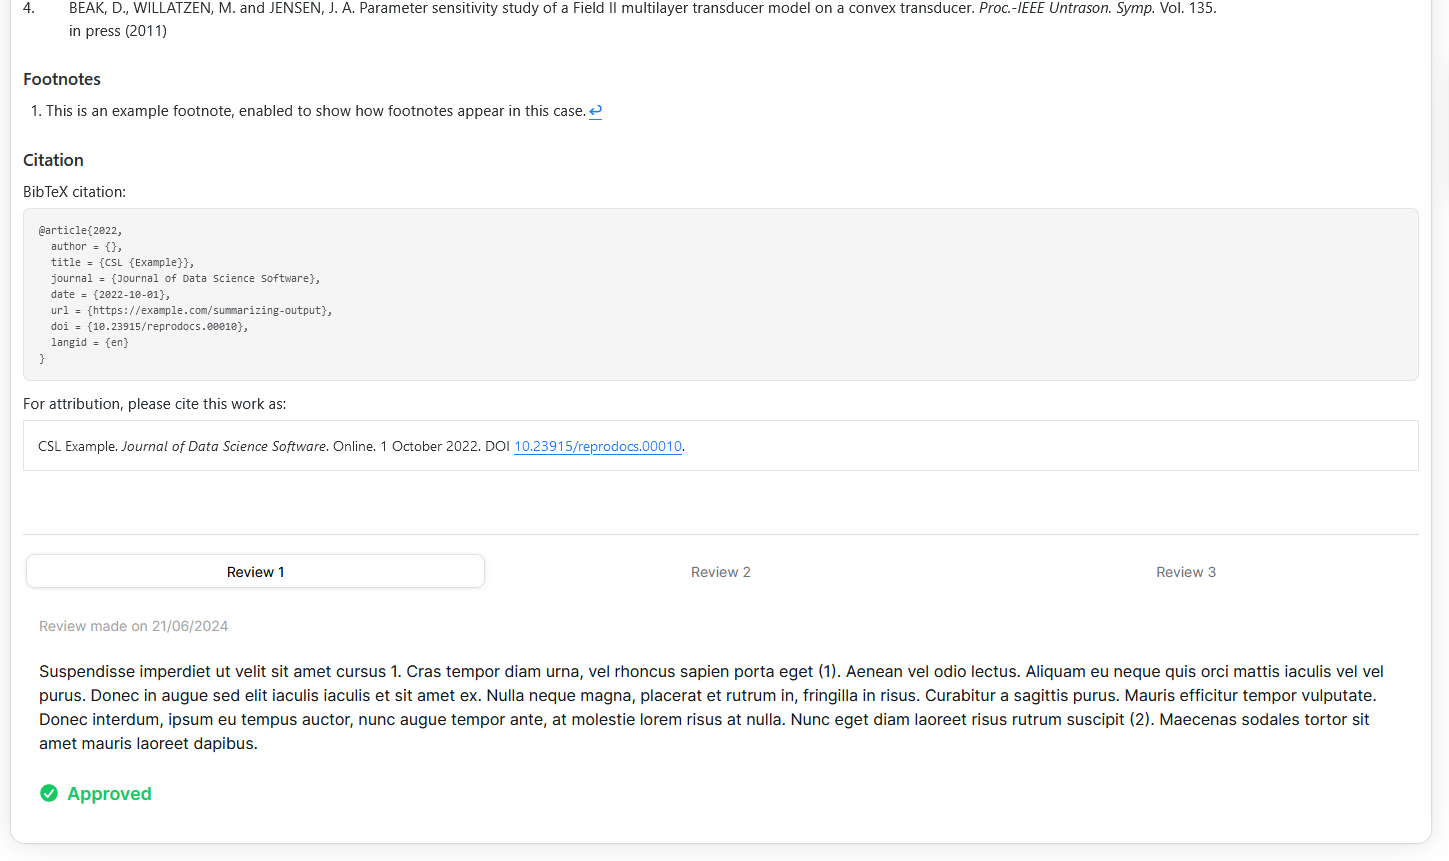 4. BEAK, D., WILLATZEN, M. and JENSEN, J. A. Parameter sensitivity study of a Field II multilayer transducer model on a convex transducer. Proc.-IEEE Untrason. Symp. Vol. 135.
in press (2011)
Footnotes
1. This is an example footnote, enabled to show how footnotes appear in this case. ↩
Citation
BibTeX citation:
@article{2022,
  author = {},
  title = {CSL {Example}},
  journal = {Journal of Data Science Software},
  date = {2022-10-01},
  url = {https://example.com/summarizing-output},
  doi = {10.23915/reprodocs.00010},
  langid = {en}
}
For attribution, please cite this work as:
CSL Example. Journal of Data Science Software. Online. 1 October 2022. DOI 10.23915/reprodocs.00010.
Review 1 Review 2 Review 3
Review made on 21/06/2024
Suspendisse imperdiet ut velit sit amet cursus 1. Cras tempor diam urna, vel rhoncus sapien porta eget (1). Aenean vel odio lectus. Aliquam eu neque quis orci mattis iaculis vel vel
purus. Donec in augue sed elit iaculis iaculis et sit amet ex. Nulla neque magna, placerat et rutrum in, fringilla in risus. Curabitur a sagittis purus. Mauris efficitur tempor vulputate.
Donec interdum, ipsum eu tempus auctor, nunc augue tempor ante, at molestie lorem risus at nulla. Nunc eget diam laoreet risus rutrum suscipit (2). Maecenas sodales tortor sit
amet mauris laoreet dapibus.
Approved